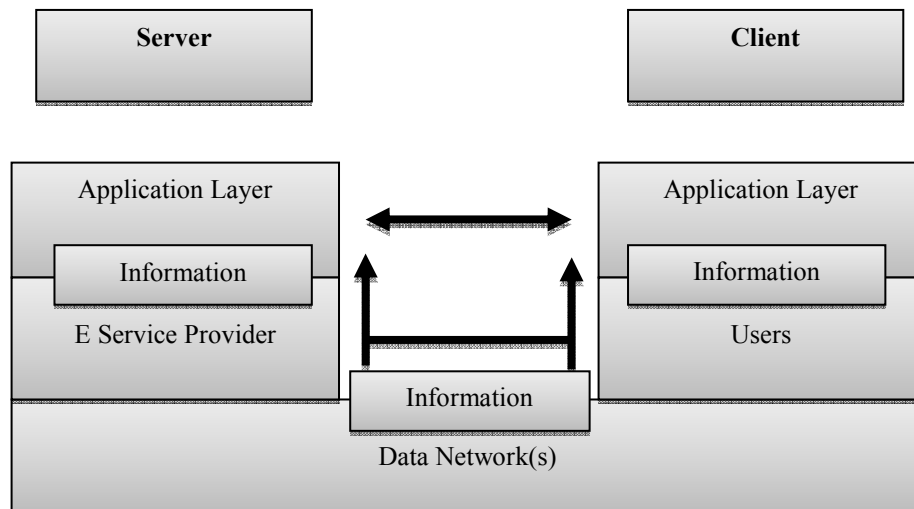 Server
Client
Application Layer
Application Layer
Information
Information
E Service Provider
Users
Information
Data Network(s)